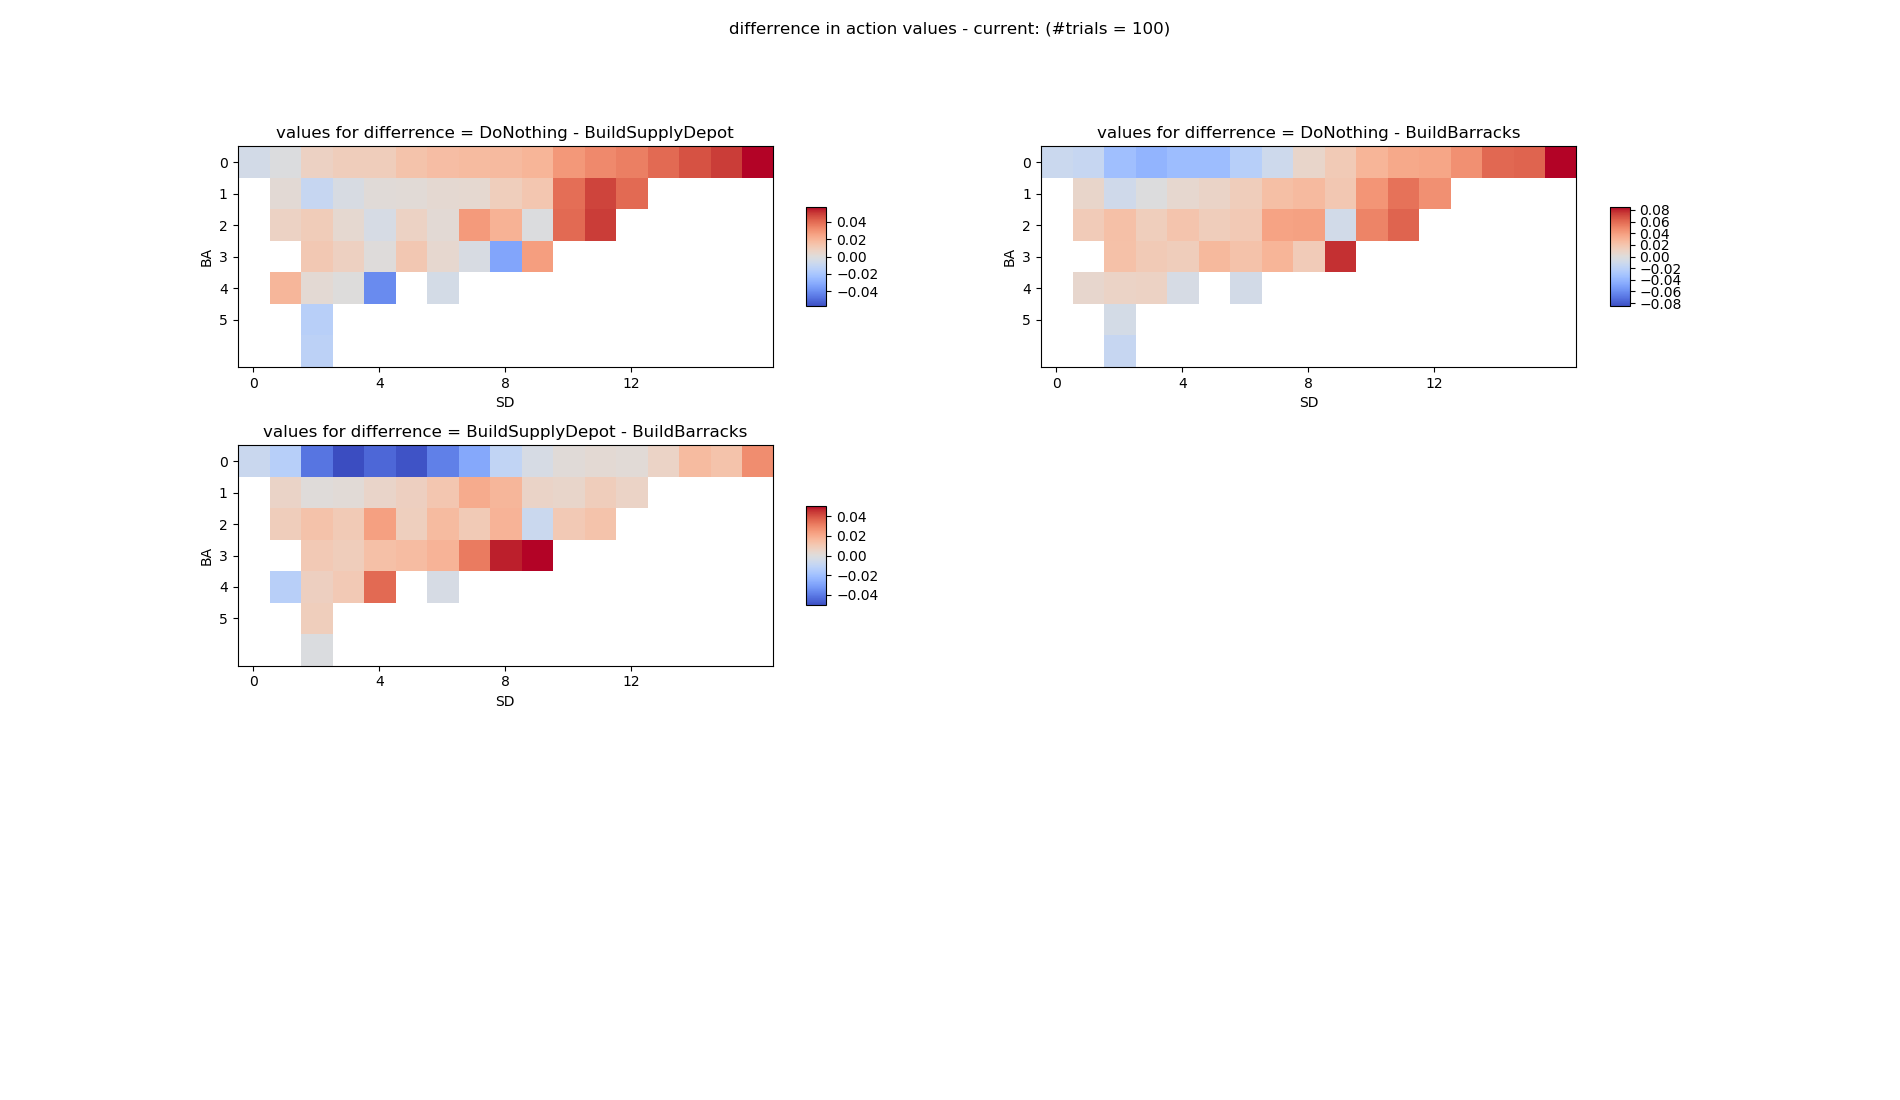 differrence in action values - current: (#trials = 100)
values for differrence = DoNothing - BuildSupplyDepot
0
1
2
3
4
5
BA
0 4 8 12
SD
0.04
0.02
0.00
−0.02
−0.04
values for differrence = DoNothing - BuildBarracks
0
1
2
3
4
5
BA
0 4 8 12
SD
0.08
0.06
0.04
0.02
0.00
−0.02
−0.04
−0.06
−0.08
values for differrence = BuildSupplyDepot - BuildBarracks
0
1
2
3
4
5
BA
0 4 8 12
SD
0.04
0.02
0.00
−0.02
−0.04